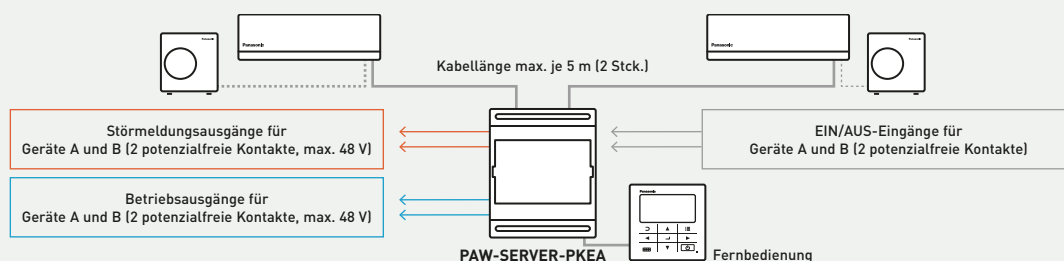 Panasonic
Panasonic
Panasonic
Panasonic
Kabellänge max. je 5 m (2 Stck.)
Störmeldungsausgänge für
Geräte A und B (2 potenzialfreie Kontakte, max. 48 V)
EIN/AUS-Eingänge für
Geräte A und B (2 potenzialfreie Kontakte)
Betriebsausgänge für
Geräte A und B (2 potenzialfreie Kontakte, max. 48 V)
Panasonic
PAW-SERVER-PKEA
Fernbedienung